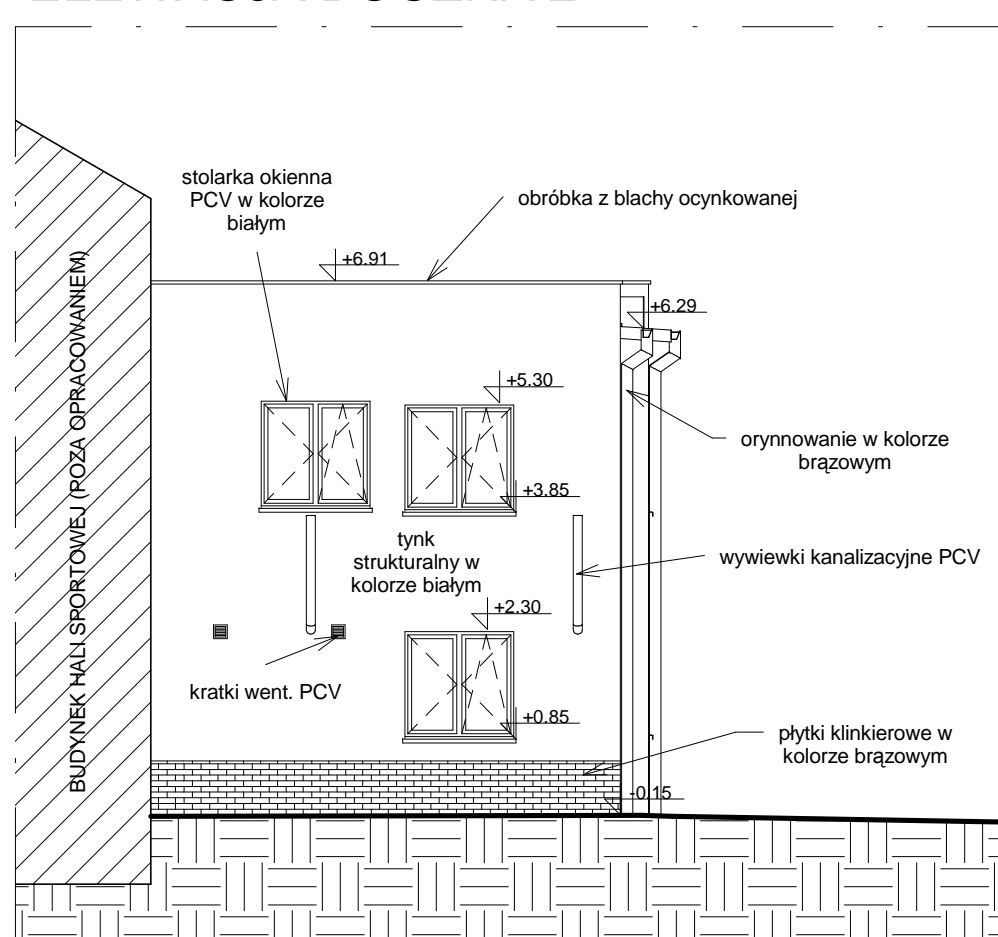 stolarka okienna
PCV w kolorze
białym
obróbka z blachy ocynkowanej
+6.91
+6.29
+5.30
orynnowanie w kolorze
brązowym
+3.85
tynk
strukturalny w
kolorze białym
wywiewki kanalizacyjne PCV
+2.30
kratki went. PCV
+0.85
płytki klinkierowe w
kolorze brązowym
-0.15
BUDYNEK HALI SPORTOWEJ (POZA OPRACOWANIEM)